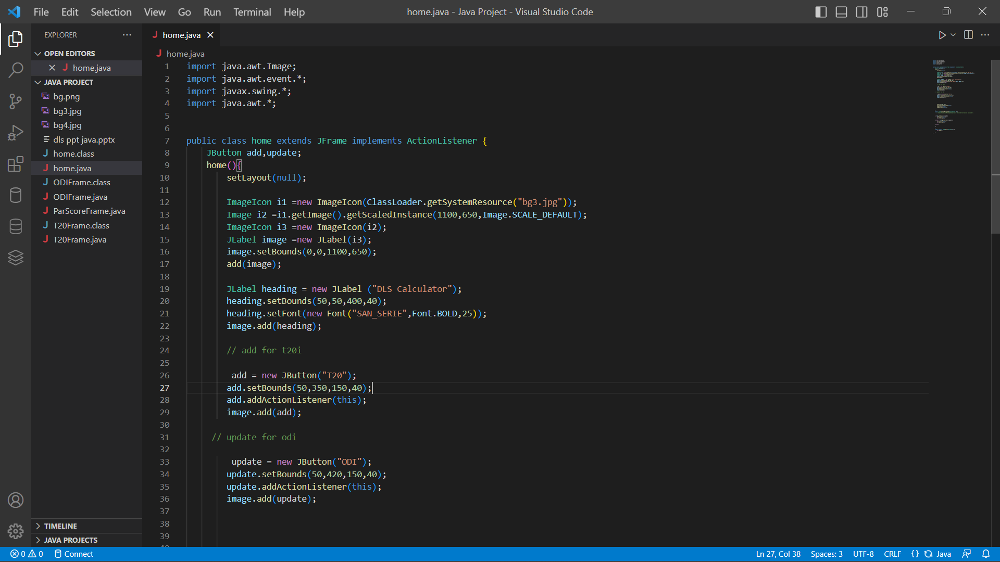 File Edit Selection View Go Run Terminal Help
home.java - Java Project - Visual Studio Code
EXPLORER
OPEN EDITORS
home.java
JAVA PROJECT
bg.png
bg3.jpg
bg4.jpg
dls ppt java.pptx
home.class
home.java
ODIFrame.class
ODIFrame.java
ParScoreFrame.java
T20Frame.class
T20Frame.java
TIMELINE
JAVA PROJECTS
home.java
home.java
1 import java.awt.Image;
2 import java.awt.event.*;
3 import javax.swing.*;
4 import java.awt.*;
5
6
7 public class home extends JFrame implements ActionListener {
8 JButton add,update;
9 home(){
10 setLayout(null);
11
12 ImageIcon i1 =new ImageIcon(ClassLoader.getSystemResource("bg3.jpg"));
13 Image i2 =i1.getImage().getScaledInstance(1100,650,Image.SCALE_DEFAULT);
14 ImageIcon i3 =new ImageIcon(i2);
15 JLabel image =new JLabel(i3);
16 image.setBounds(0,0,1100,650);
17 add(image);
18
19 JLabel heading = new JLabel ("DLS Calculator");
20 heading.setBounds(50,50,400,40);
21 heading.setFont(new Font("SAN_SERIE",Font.BOLD,25));
22 image.add(heading);
23
24 // add for t20i
25
26 add = new JButton("T20");
27 add.setBounds(50,350,150,40);
28 add.addActionListener(this);
29 image.add(add);
30
31 // update for odi
32
33 update = new JButton("ODI");
34 update.setBounds(50,420,150,40);
35 update.addActionListener(this);
36 image.add(update);
37
38
39
0 0 Connect
Ln 27, Col 38 Spaces: 3 UTF-8 CRLF {} Java